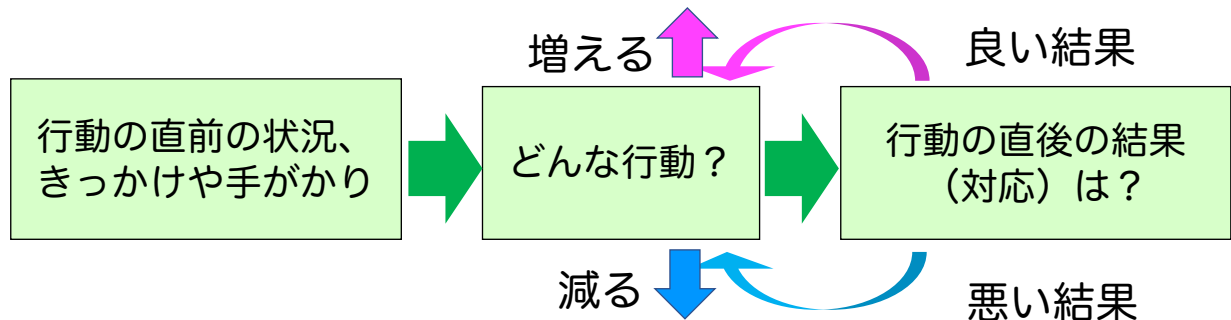 増える
良い結果
行動の直前の状況、
きっかけや手がかり
どんな行動？
行動の直後の結果
（対応）は？
減る
悪い結果